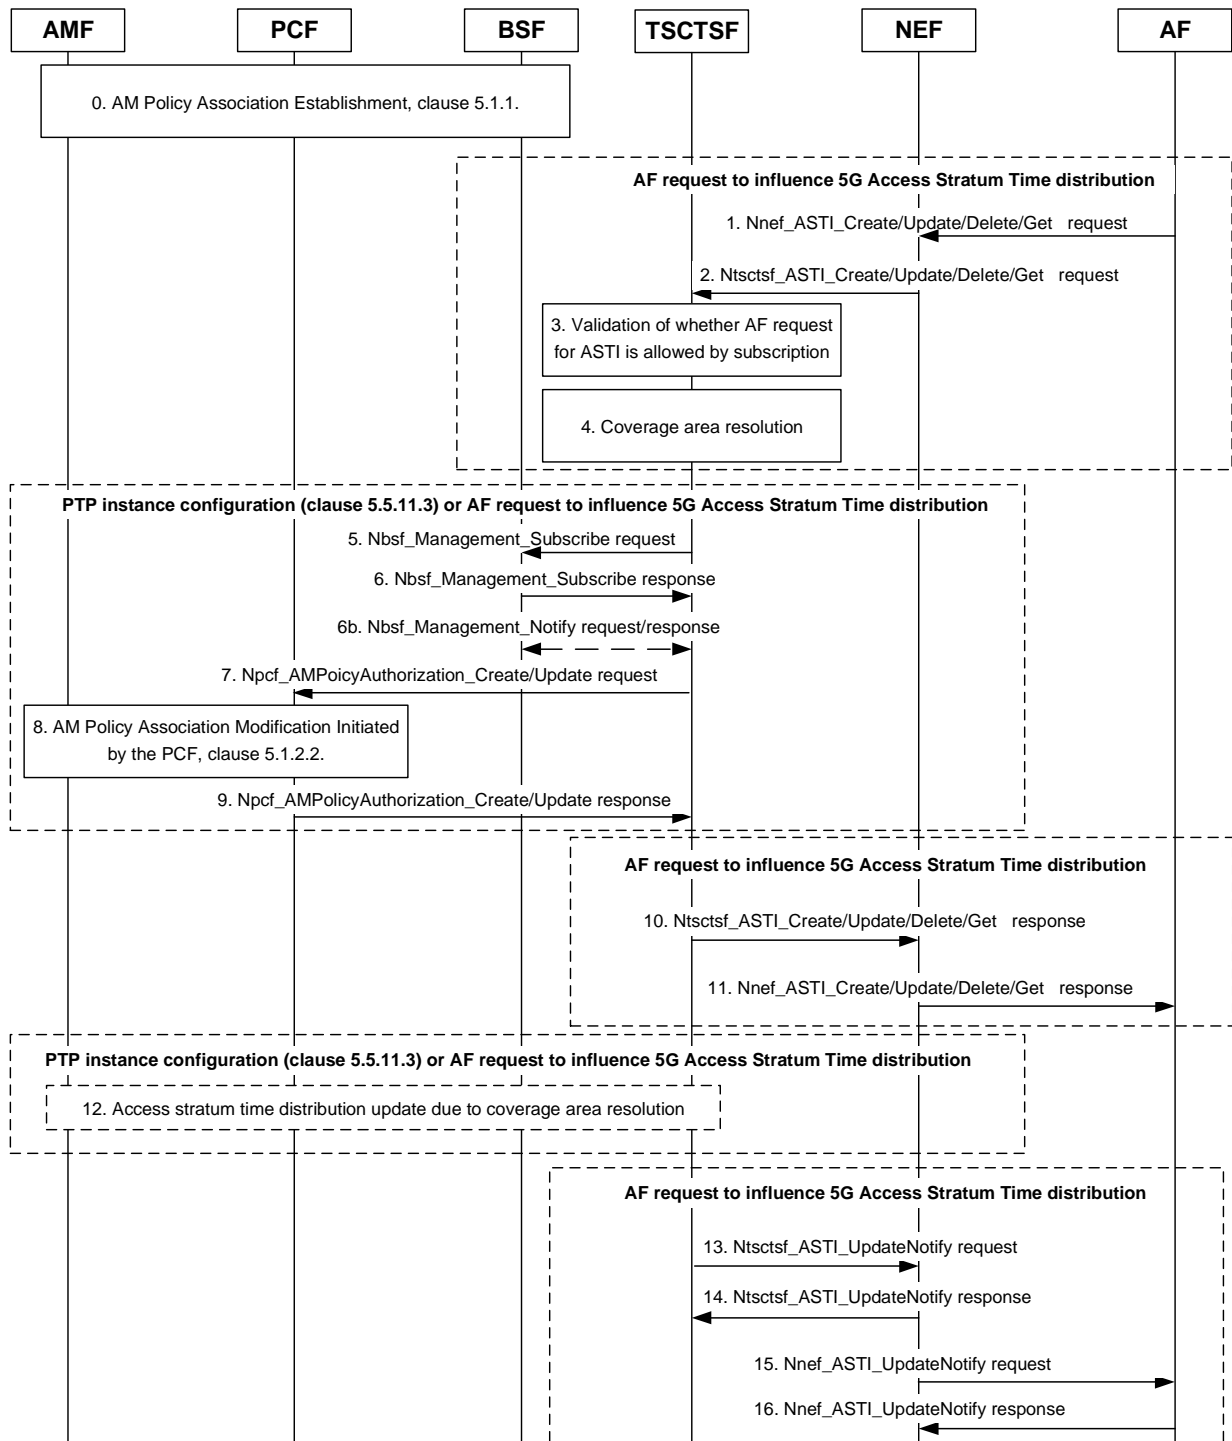 AMF
PCF
BSF
TSCTSF
NEF
AF
0. AM Policy Association Establishment, clause 5.1.1.
AF request to influence 5G Access Stratum Time distribution
1. Nnef_ASTI_Create/Update/Delete/Get request
2. Ntsctsf_ASTI_Create/Update/Delete/Get request
3. Validation of whether AF request
for ASTI is allowed by subscription
4. Coverage area resolution
PTP instance configuration (clause 5.5.11.3) or AF request to influence 5G Access Stratum Time distribution
5. Nbsf_Management_Subscribe request
6. Nbsf_Management_Subscribe response
6b. Nbsf_Management_Notify request/response
7. Npcf_AMPoicyAuthorization_Create/Update request
8. AM Policy Association Modification Initiated
by the PCF, clause 5.1.2.2.
9. Npcf_AMPolicyAuthorization_Create/Update response
AF request to influence 5G Access Stratum Time distribution
10. Ntsctsf_ASTI_Create/Update/Delete/Get response
11. Nnef_ASTI_Create/Update/Delete/Get response
PTP instance configuration (clause 5.5.11.3) or AF request to influence 5G Access Stratum Time distribution
12. Access stratum time distribution update due to coverage area resolution
AF request to influence 5G Access Stratum Time distribution
13. Ntsctsf_ASTI_UpdateNotify request
14. Ntsctsf_ASTI_UpdateNotify response
15. Nnef_ASTI_UpdateNotify request
16. Nnef_ASTI_UpdateNotify response